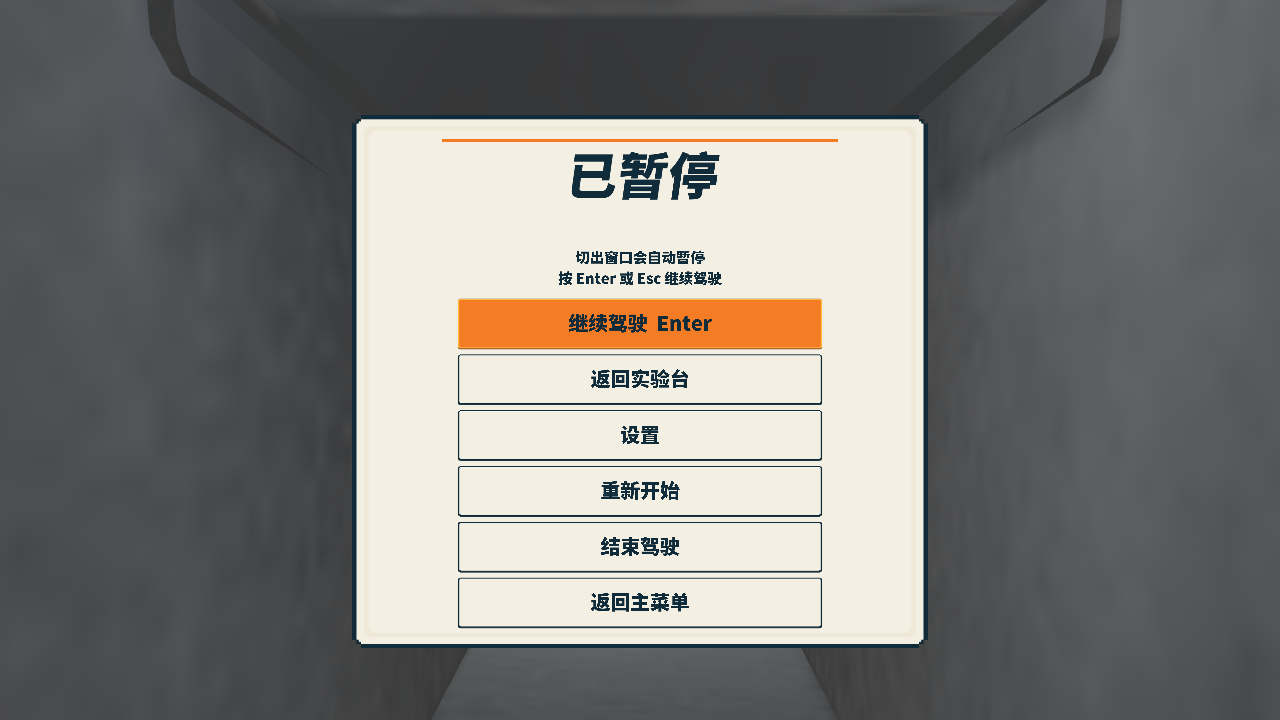 已暂停
切出窗口会自动暂停
按 Enter 或 Esc 继续驾驶
继续驾驶 Enter
返回实验台
设置
重新开始
结束驾驶
返回主菜单